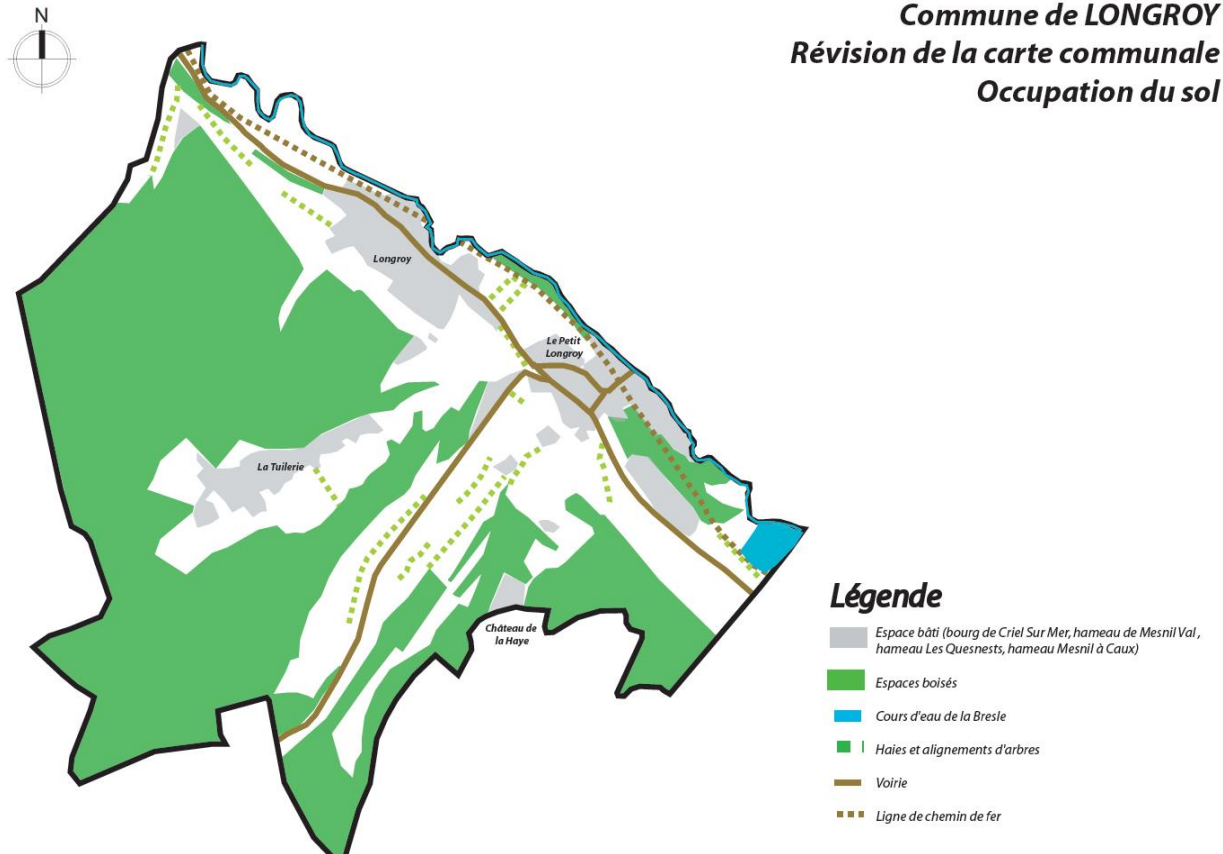 N
Commune de LONGROY
Révision de la carte communale
Occupation du sol
Longroy
Le Petit
Longroy
La Tuilerie
Château de
la Haye
Légende
Espace bâti (bourg de Criel Sur Mer, hameau de Mesnil Val ,
hameau Les Quesnests, hameau Mesnil à Caux)
Espaces boisés
Cours d'eau de la Bresle
Haies et alignements d'arbres
Voirie
Ligne de chemin de fer